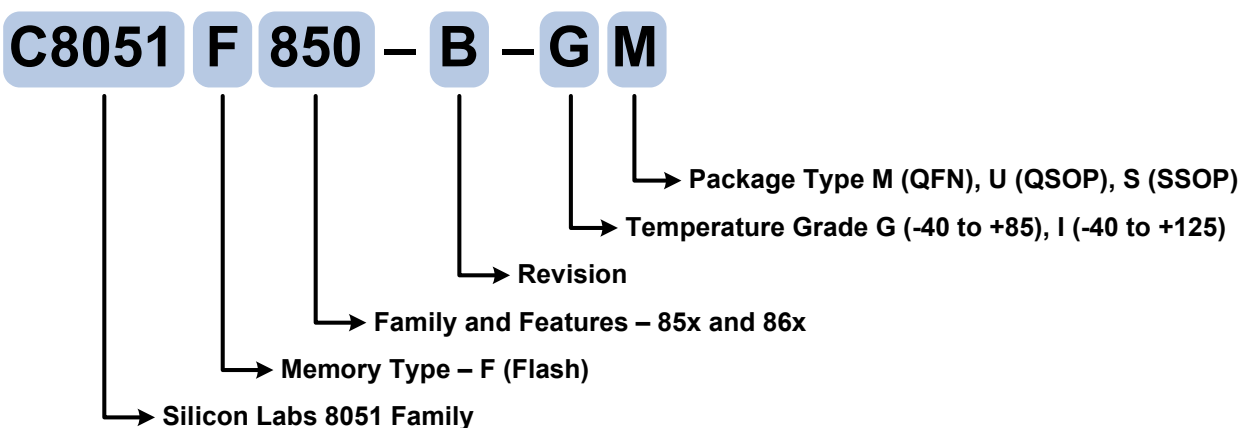 C8051 F 850 – B – G M
Package Type M (QFN), U (QSOP), S (SSOP)
Temperature Grade G (-40 to +85), I (-40 to +125)
Revision
Family and Features – 85x and 86x
Memory Type – F (Flash)
Silicon Labs 8051 Family